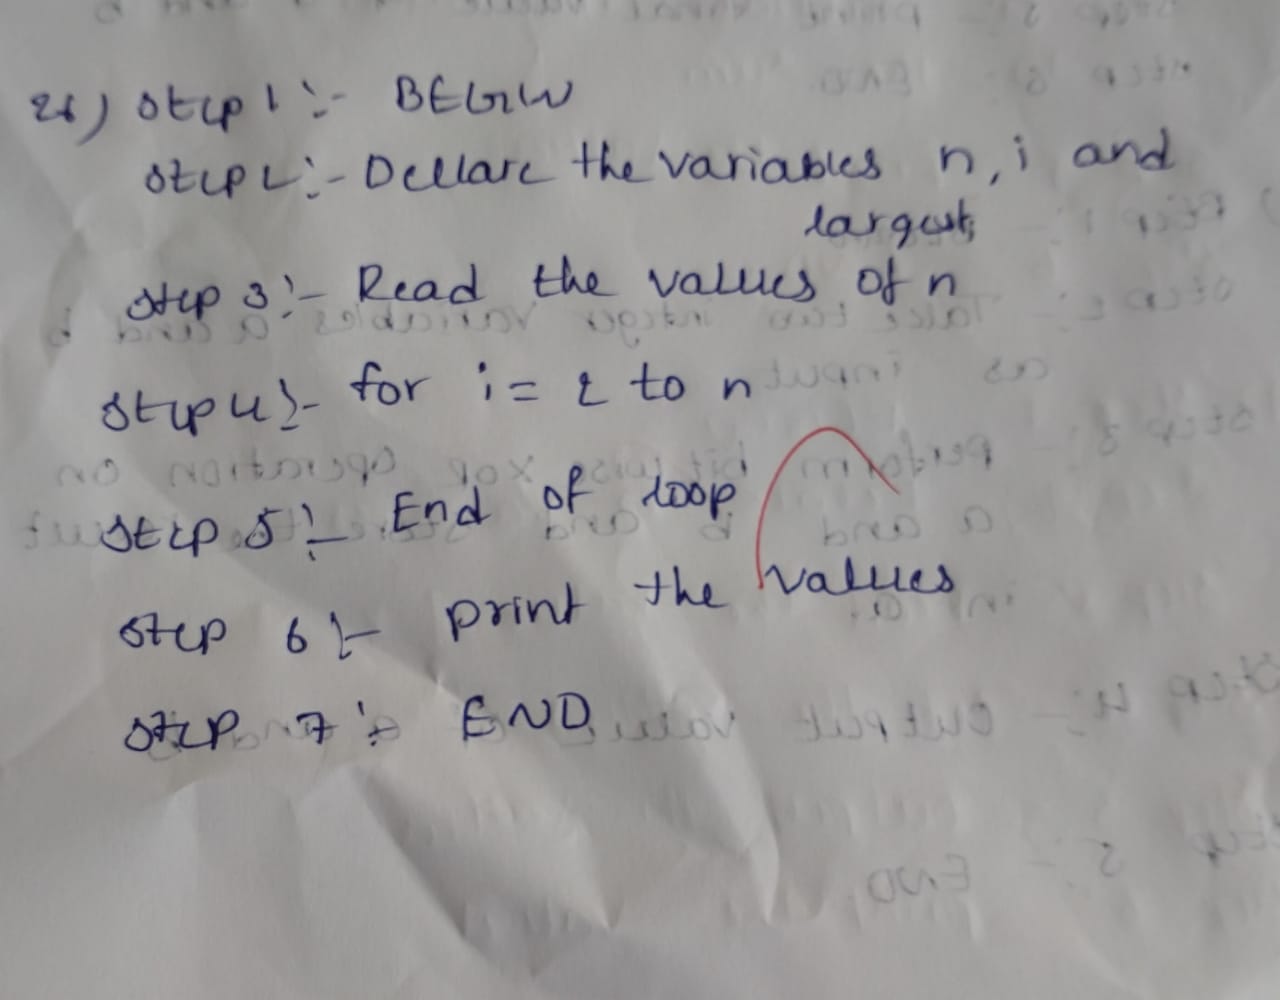 26) Step 1 :- BEGIN
Step 2 :- Declare the variables n, i and
largest;
Step 3 :- Read the values of n
Step 4 :- for i = 2 to n
Step 5 :- End of loop
Step 6 :- print the values
Step 7 :- END